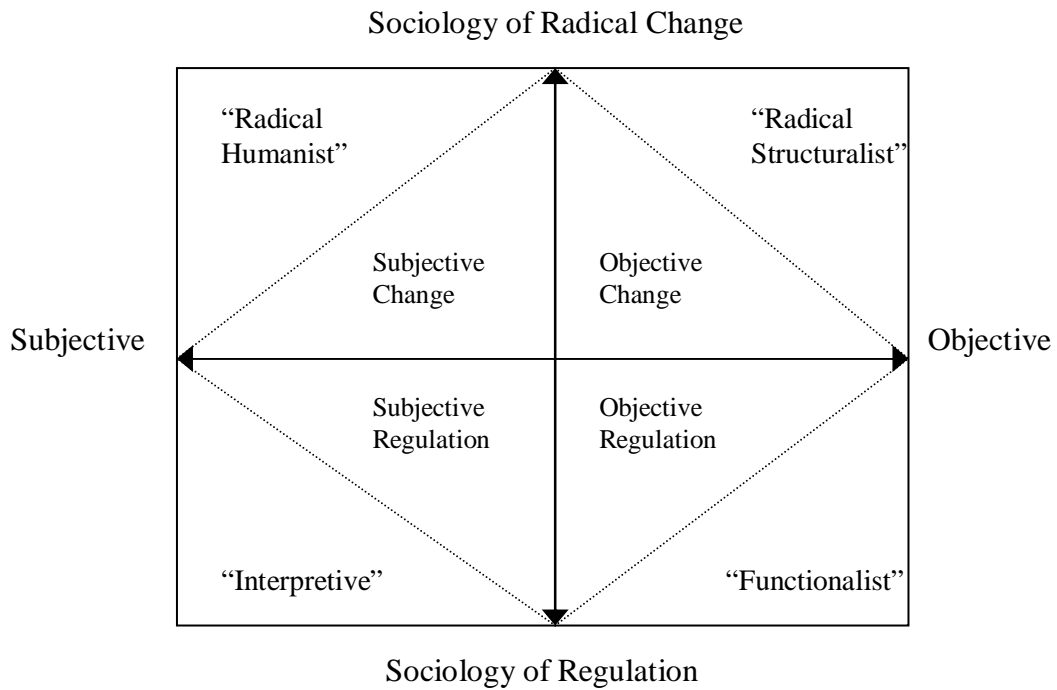 Sociology of Radical Change
“Radical
Humanist”
“Radical
Structuralist”
Subjective
Change
Objective
Change
Subjective
Objective
Subjective
Regulation
Objective
Regulation
“Interpretive”
“Functionalist”
Sociology of Regulation